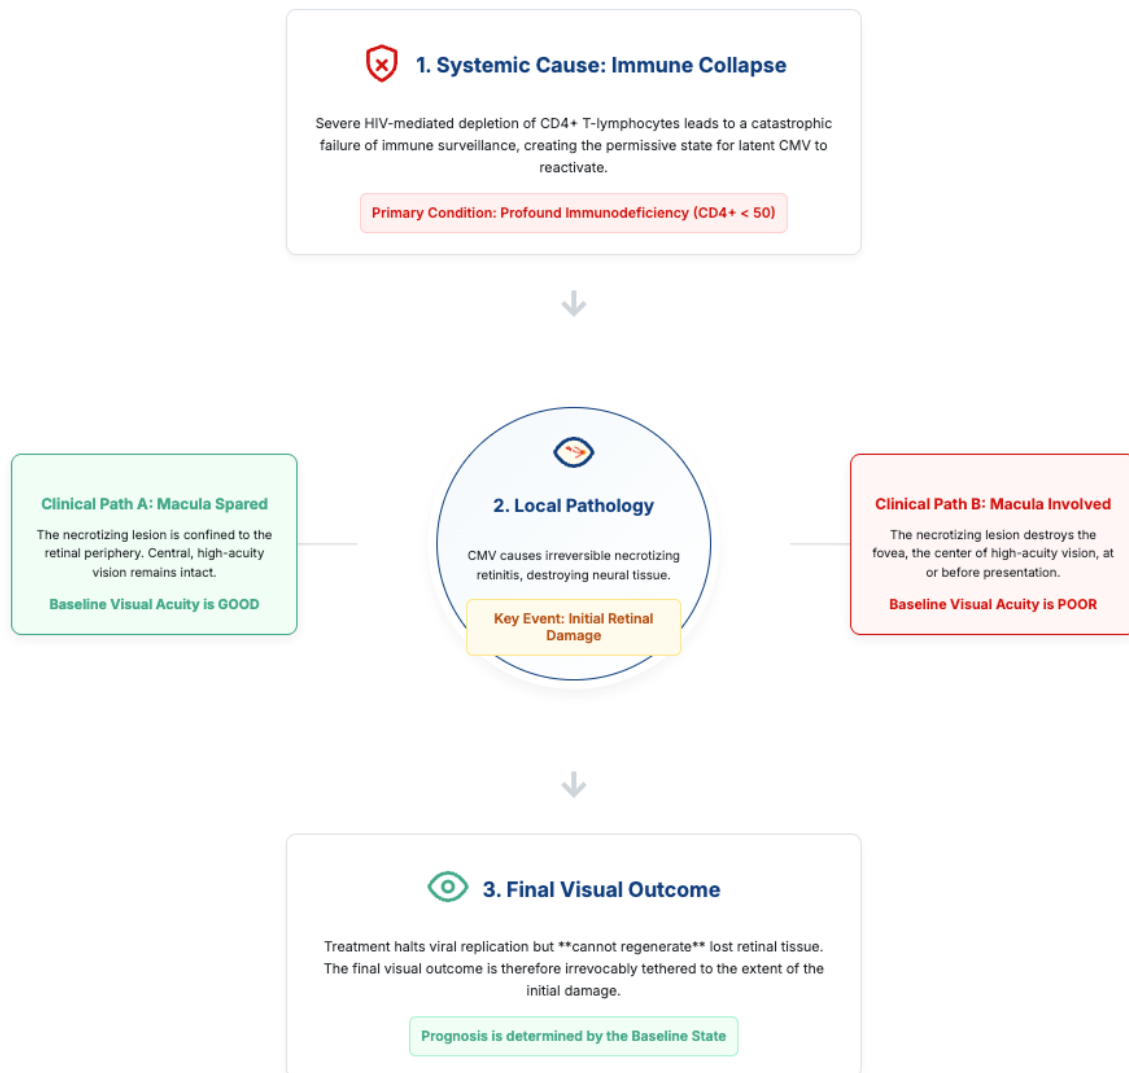 1. Systemic Cause: Immune Collapse
Severe HIV-mediated depletion of CD4+ T-lymphocytes leads to a catastrophic
failure of immune surveillance, creating the permissive state for latent CMV to
reactivate.
Primary Condition: Profound Immunodeficiency (CD4+ < 50)
Clinical Path A: Macula Spared
The necrotizing lesion is confined to the
retinal periphery. Central, high-acuity
vision remains intact.
Baseline Visual Acuity is GOOD
2. Local Pathology
CMV causes irreversible necrotizing
retinitis, destroying neural tissue.
Key Event: Initial Retinal
Damage
Clinical Path B: Macula Involved
The necrotizing lesion destroys the
fovea, the center of high-acuity vision, at
or before presentation.
Baseline Visual Acuity is POOR
3. Final Visual Outcome
Treatment halts viral replication but **cannot regenerate** lost retinal tissue.
The final visual outcome is therefore irrevocably tethered to the extent of the
initial damage.
Prognosis is determined by the Baseline State